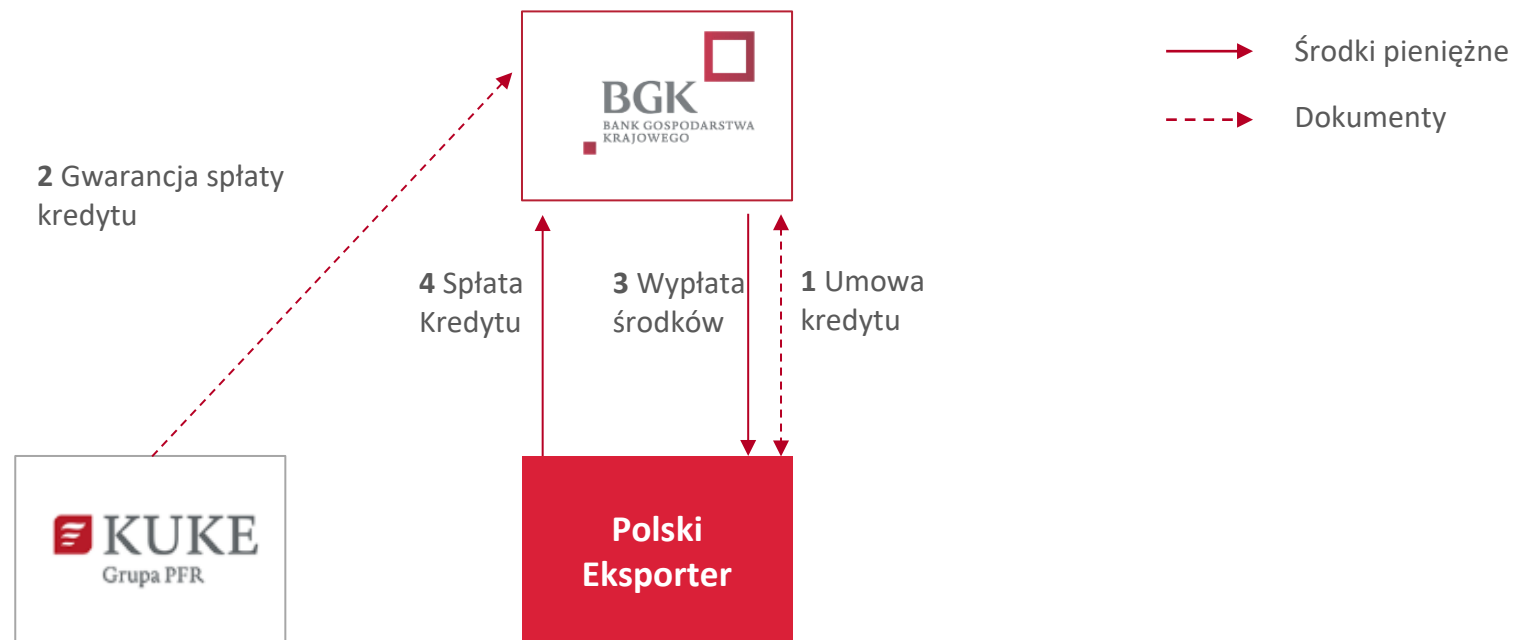 BGK
BANK GOSPODARSTWA
KRAJOWEGO
Środki pieniężne
Dokumenty
2 Gwarancja spłaty
kredytu
4 Spłata
Kredytu
3 Wypłata
środków
1 Umowa
kredytu
KUKE
Grupa PFR
Polski
Eksporter